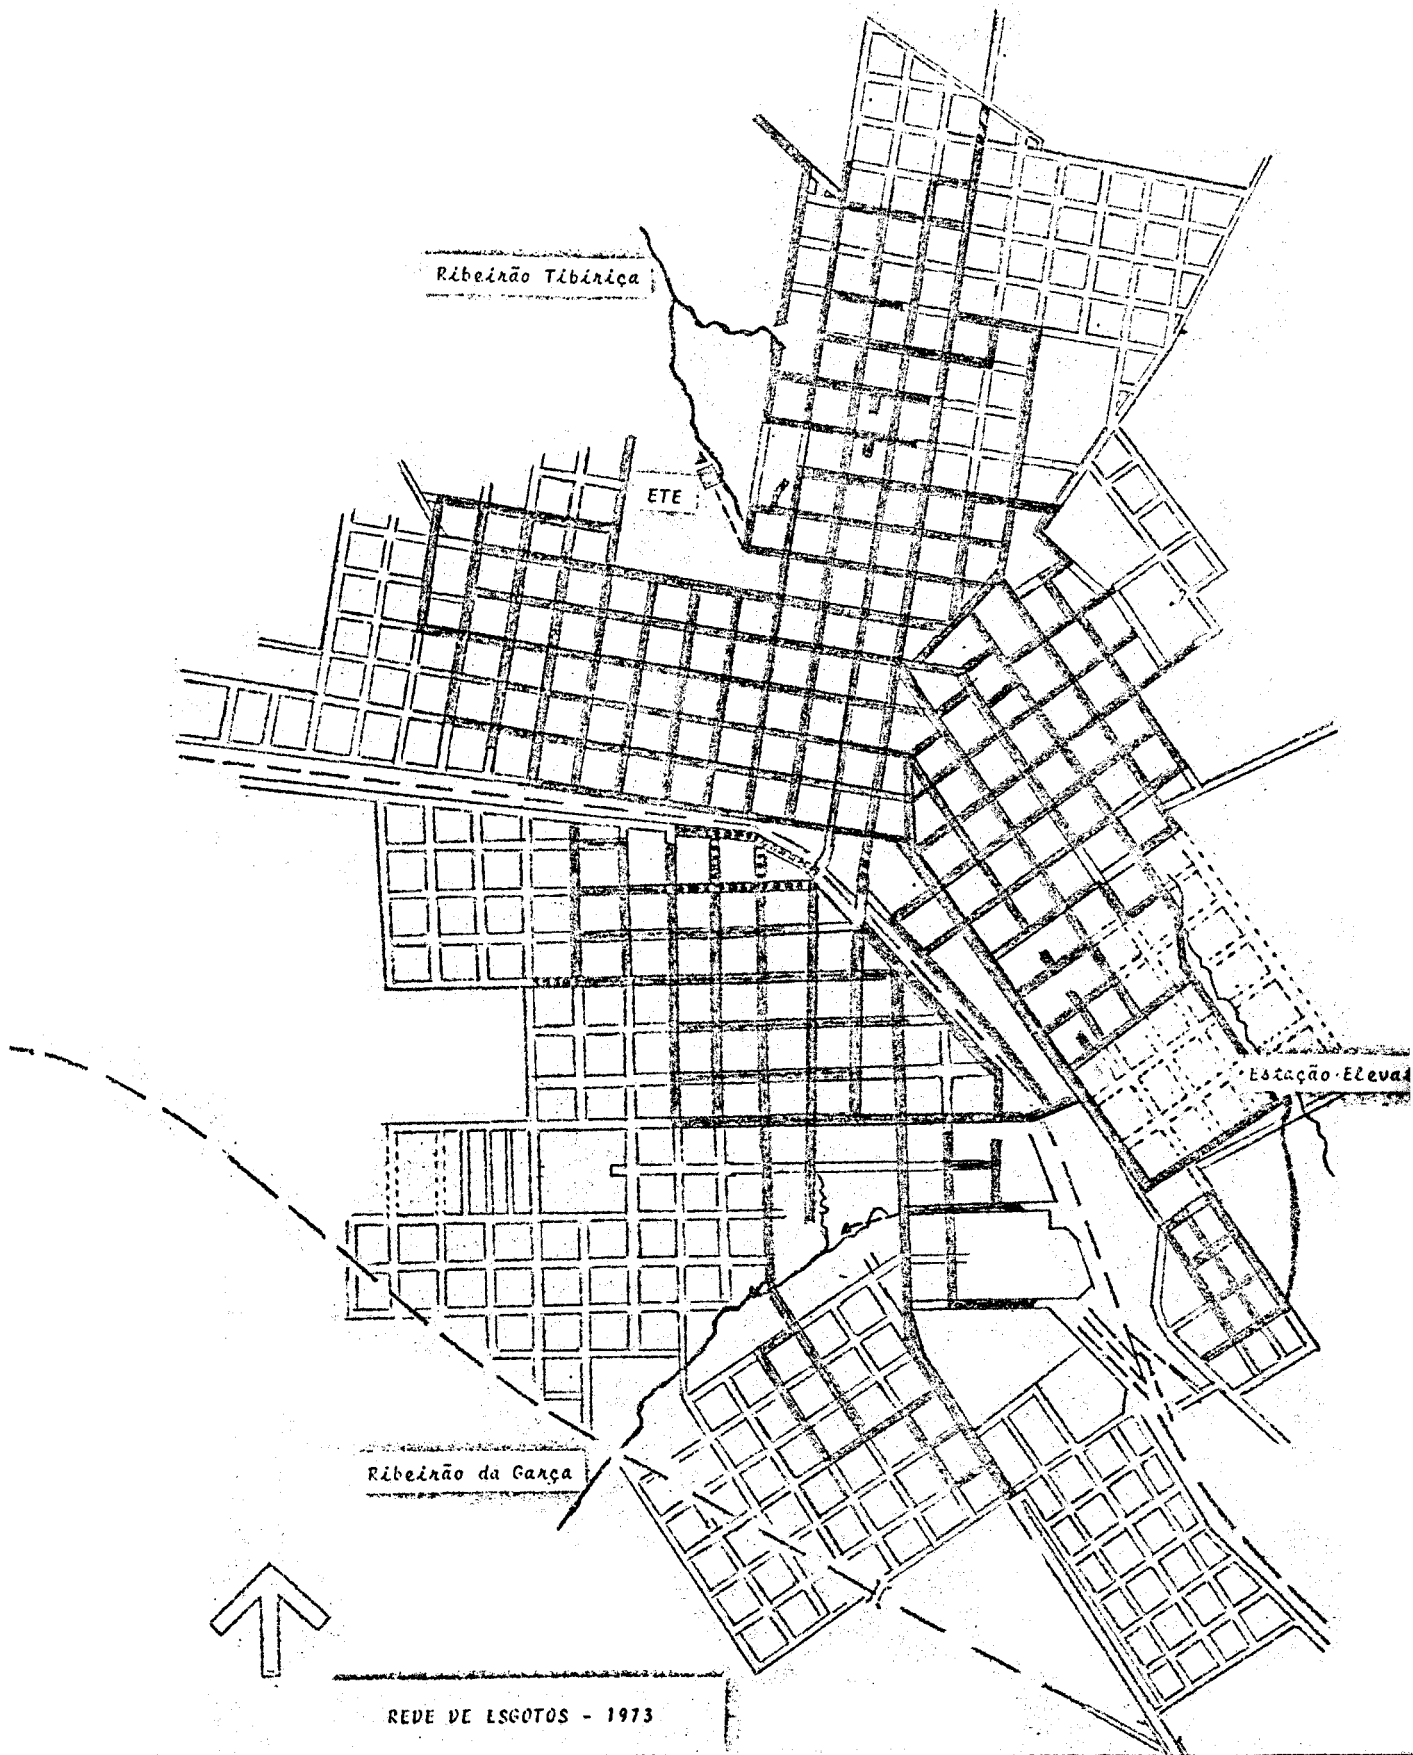 Ribeirão Tibiriça
ETE
Estação Eleva
Ribeirão da Garça
REDE DE ESGOTOS - 1973